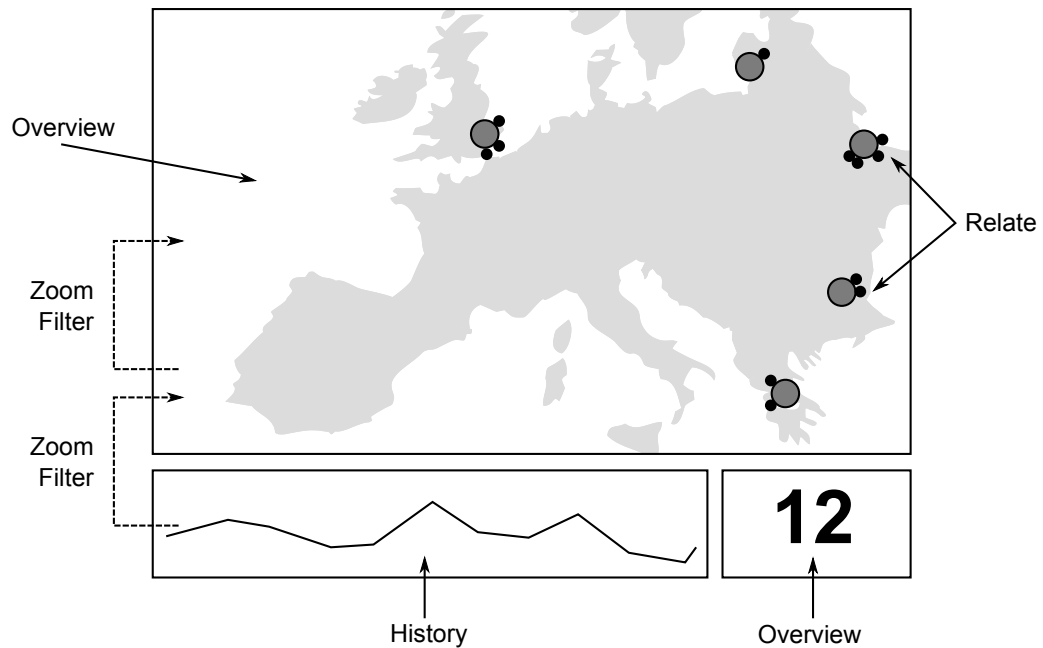 Overview
Relate
Zoom
Filter
Zoom
Filter
12
History
Overview